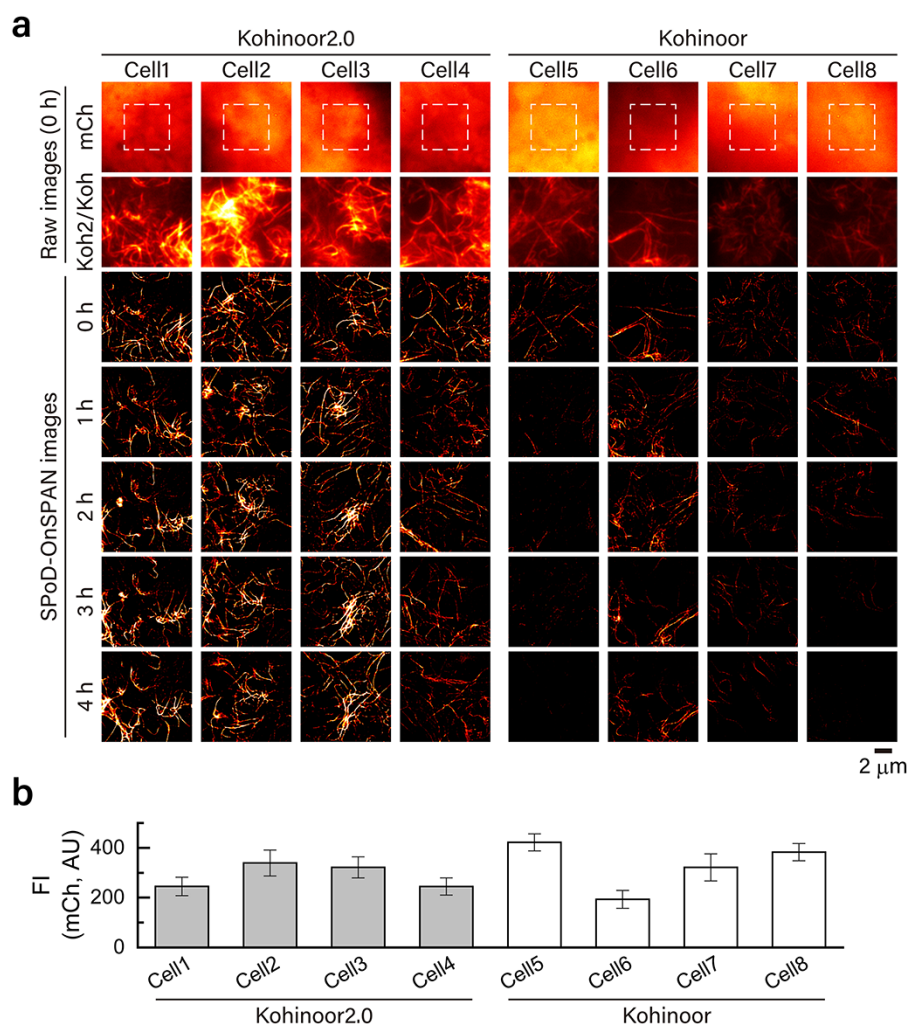 a
Kohinoor2.0 Kohinoor
Cell1 Cell2 Cell3 Cell4 Cell5 Cell6 Cell7 Cell8
Raw images (0 h)
mCh
Koh2/Koh
SPoD-OnSPAN images
0 h
1 h
2 h
3 h
4 h
2 μm
b
FI
(mCh, AU)
400
200
0
Cell1 Cell2 Cell3 Cell4 Cell5 Cell6 Cell7 Cell8
Kohinoor2.0 Kohinoor